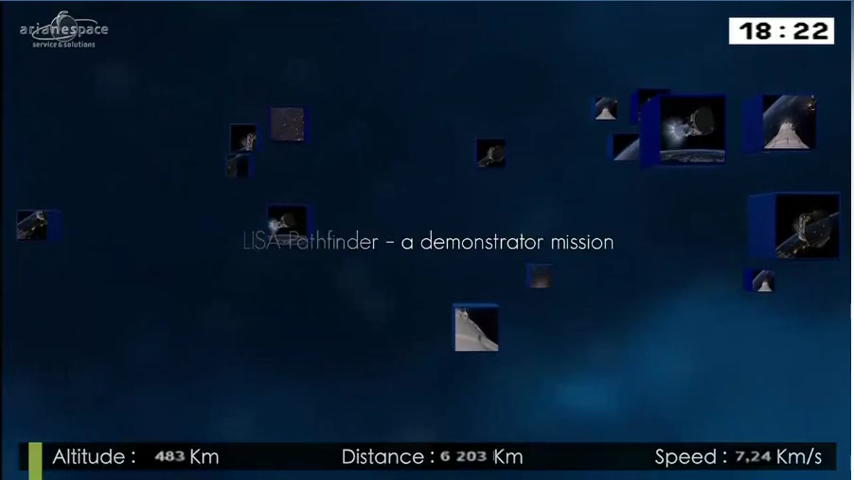 arianespace
service & solutions
18:22
LISA Pathfinder – a demonstrator mission
Altitude : 483 Km
Distance : 6 203 Km
Speed : 7,24 Km/s